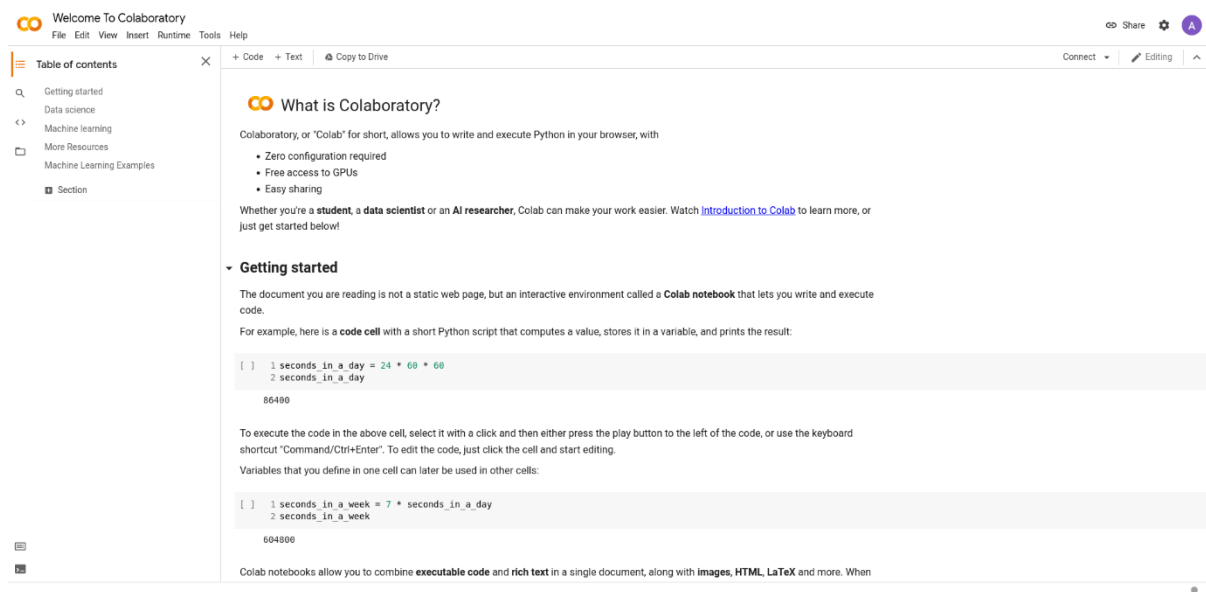 Welcome To Colaboratory
File Edit View Insert Runtime Tools Help
Share
A
Table of contents
Getting started
Data science
Machine learning
More Resources
Machine Learning Examples
Section
+ Code + Text Copy to Drive
Connect Editing
What is Colaboratory?
Colaboratory, or "Colab" for short, allows you to write and execute Python in your browser, with
• Zero configuration required
• Free access to GPUs
• Easy sharing
Whether you're a student, a data scientist or an AI researcher, Colab can make your work easier. Watch Introduction to Colab to learn more, or
just get started below!
Getting started
The document you are reading is not a static web page, but an interactive environment called a Colab notebook that lets you write and execute
code.
For example, here is a code cell with a short Python script that computes a value, stores it in a variable, and prints the result:
[ ] 1 seconds_in_a_day = 24 * 60 * 60
2 seconds_in_a_day
86400
To execute the code in the above cell, select it with a click and then either press the play button to the left of the code, or use the keyboard
shortcut "Command/Ctrl+Enter". To edit the code, just click the cell and start editing.
Variables that you define in one cell can later be used in other cells:
[ ] 1 seconds_in_a_week = 7 * seconds_in_a_day
2 seconds_in_a_week
604800
Colab notebooks allow you to combine executable code and rich text in a single document, along with images, HTML, LaTeX and more. When